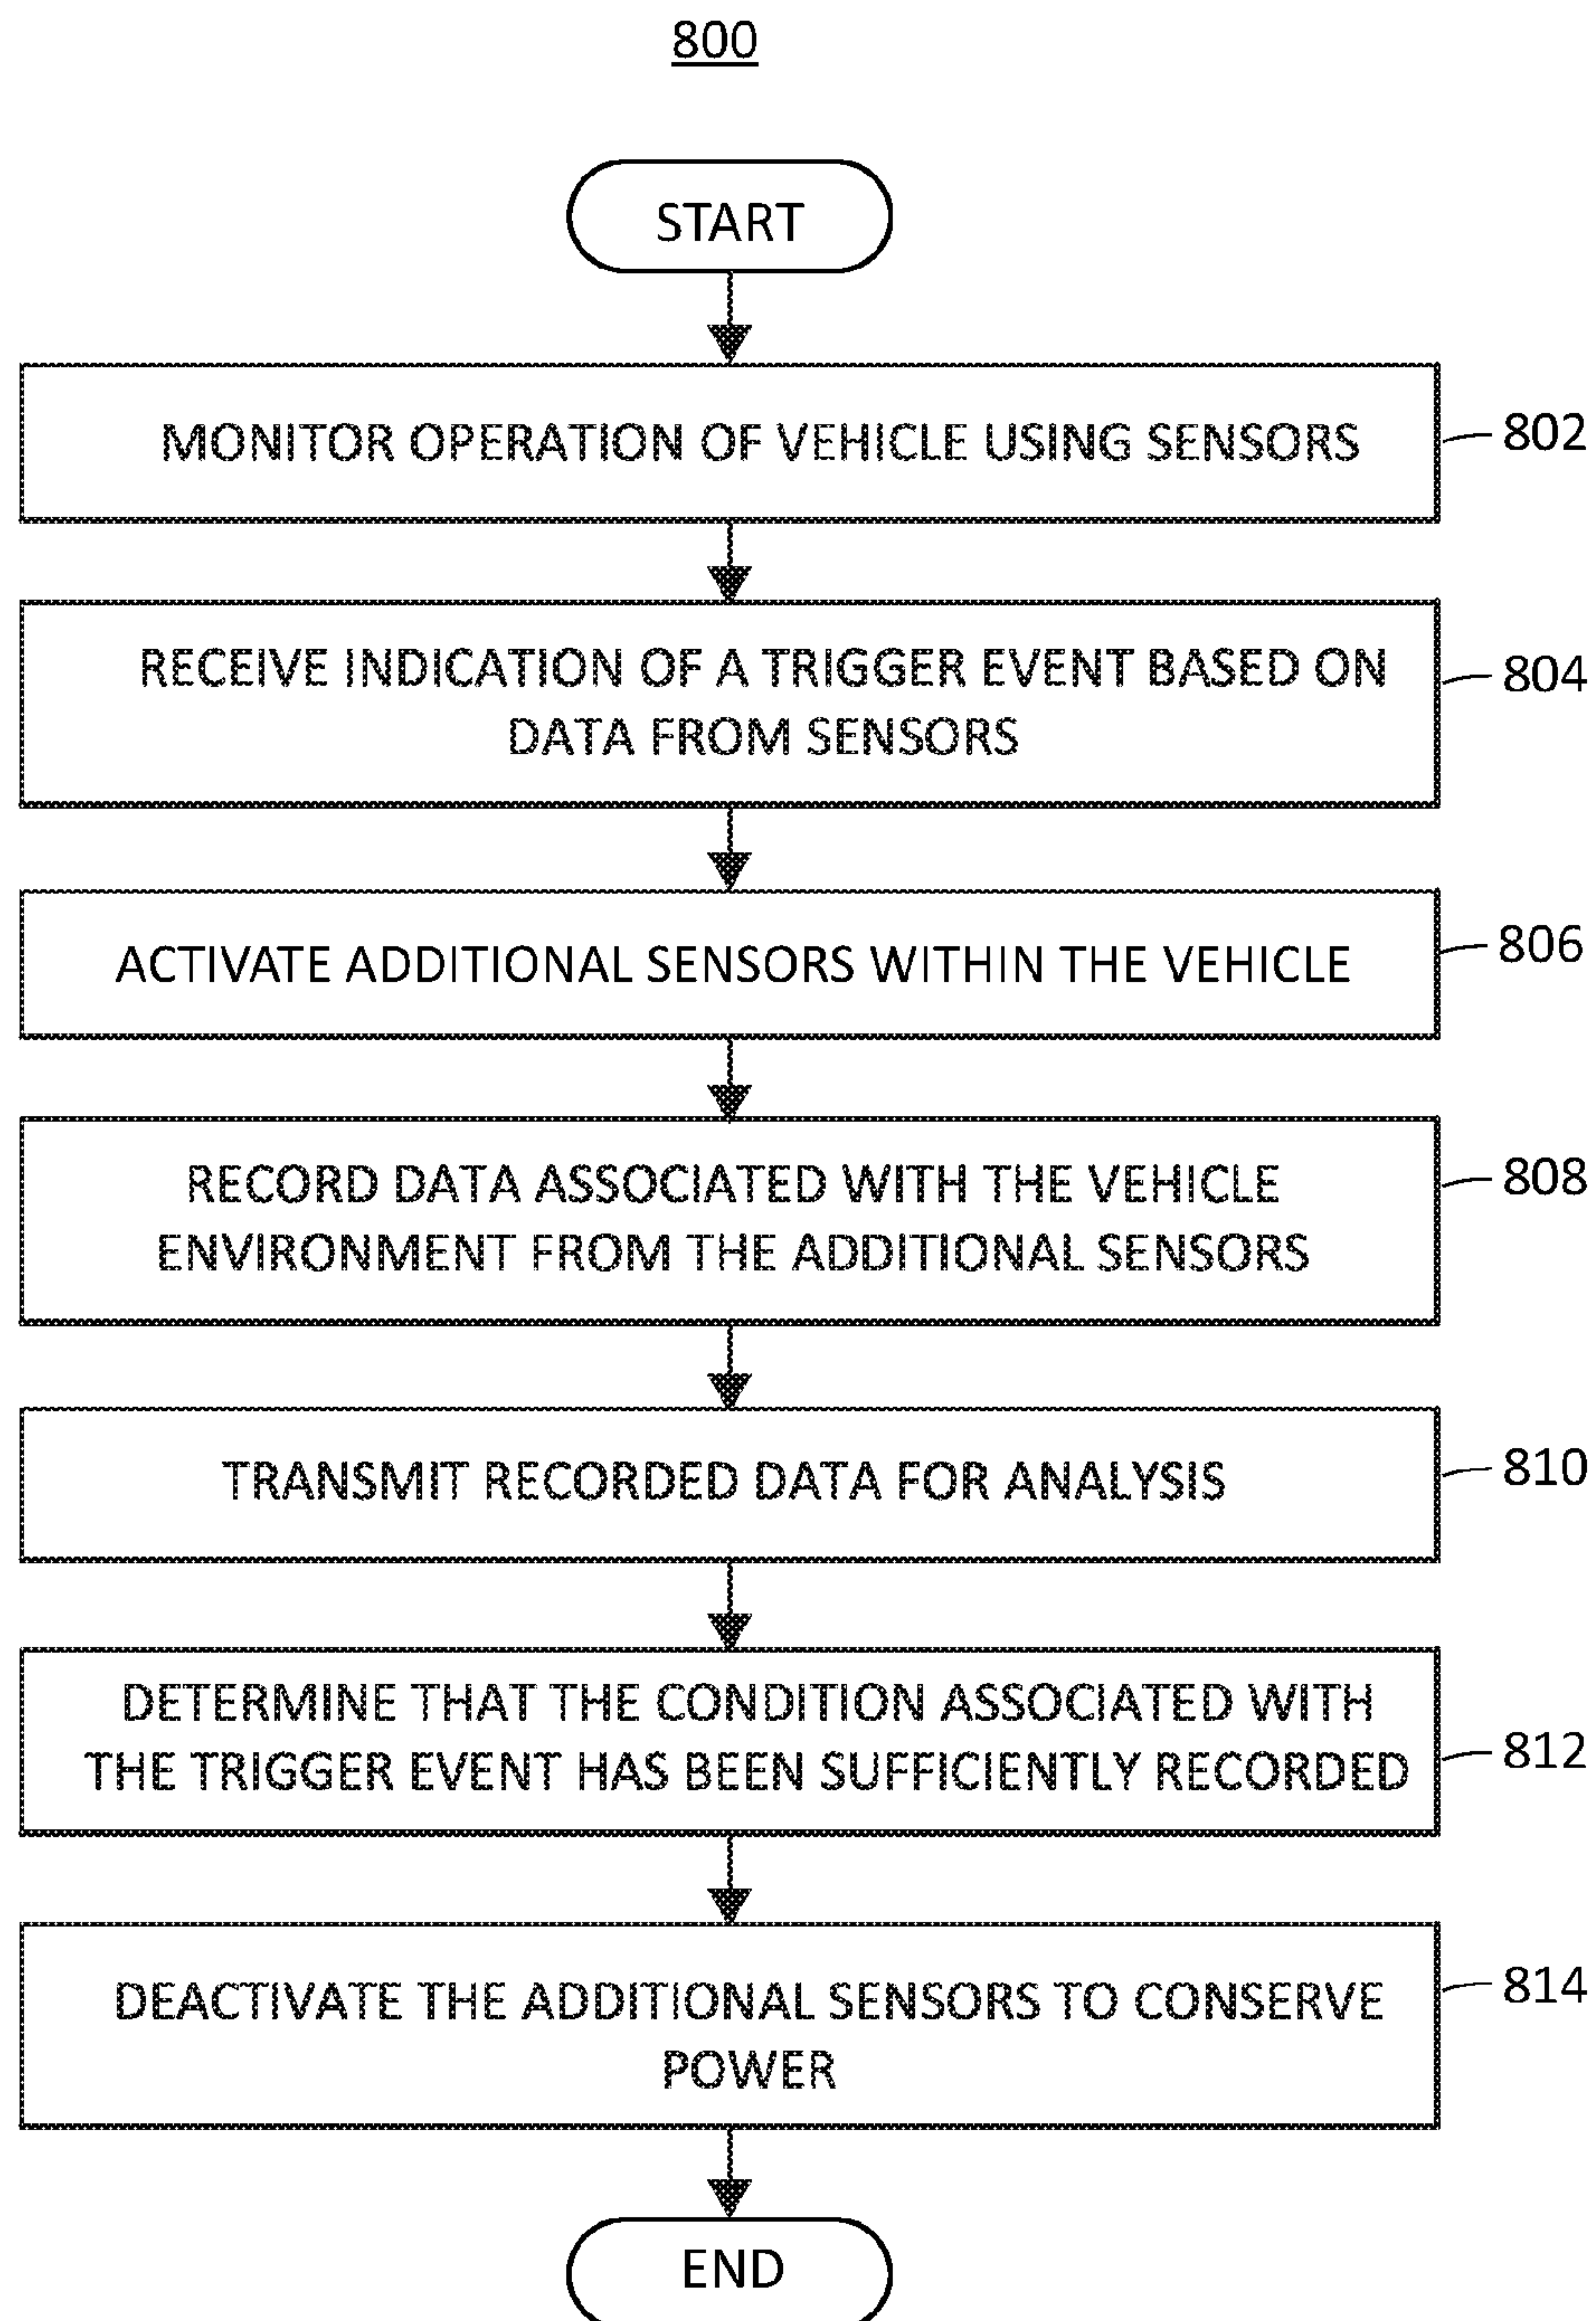 800
START
MONITOR OPERATION OF VEHICLE USING SENSORS
802
RECEIVE INDICATION OF A TRIGGER EVENT BASED ON
DATA FROM SENSORS
804
ACTIVATE ADDITIONAL SENSORS WITHIN THE VEHICLE
806
RECORD DATA ASSOCIATED WITH THE VEHICLE
ENVIRONMENT FROM THE ADDITIONAL SENSORS
808
TRANSMIT RECORDED DATA FOR ANALYSIS
810
DETERMINE THAT THE CONDITION ASSOCIATED WITH
THE TRIGGER EVENT HAS BEEN SUFFICIENTLY RECORDED
812
DEACTIVATE THE ADDITIONAL SENSORS TO CONSERVE
POWER
814
END